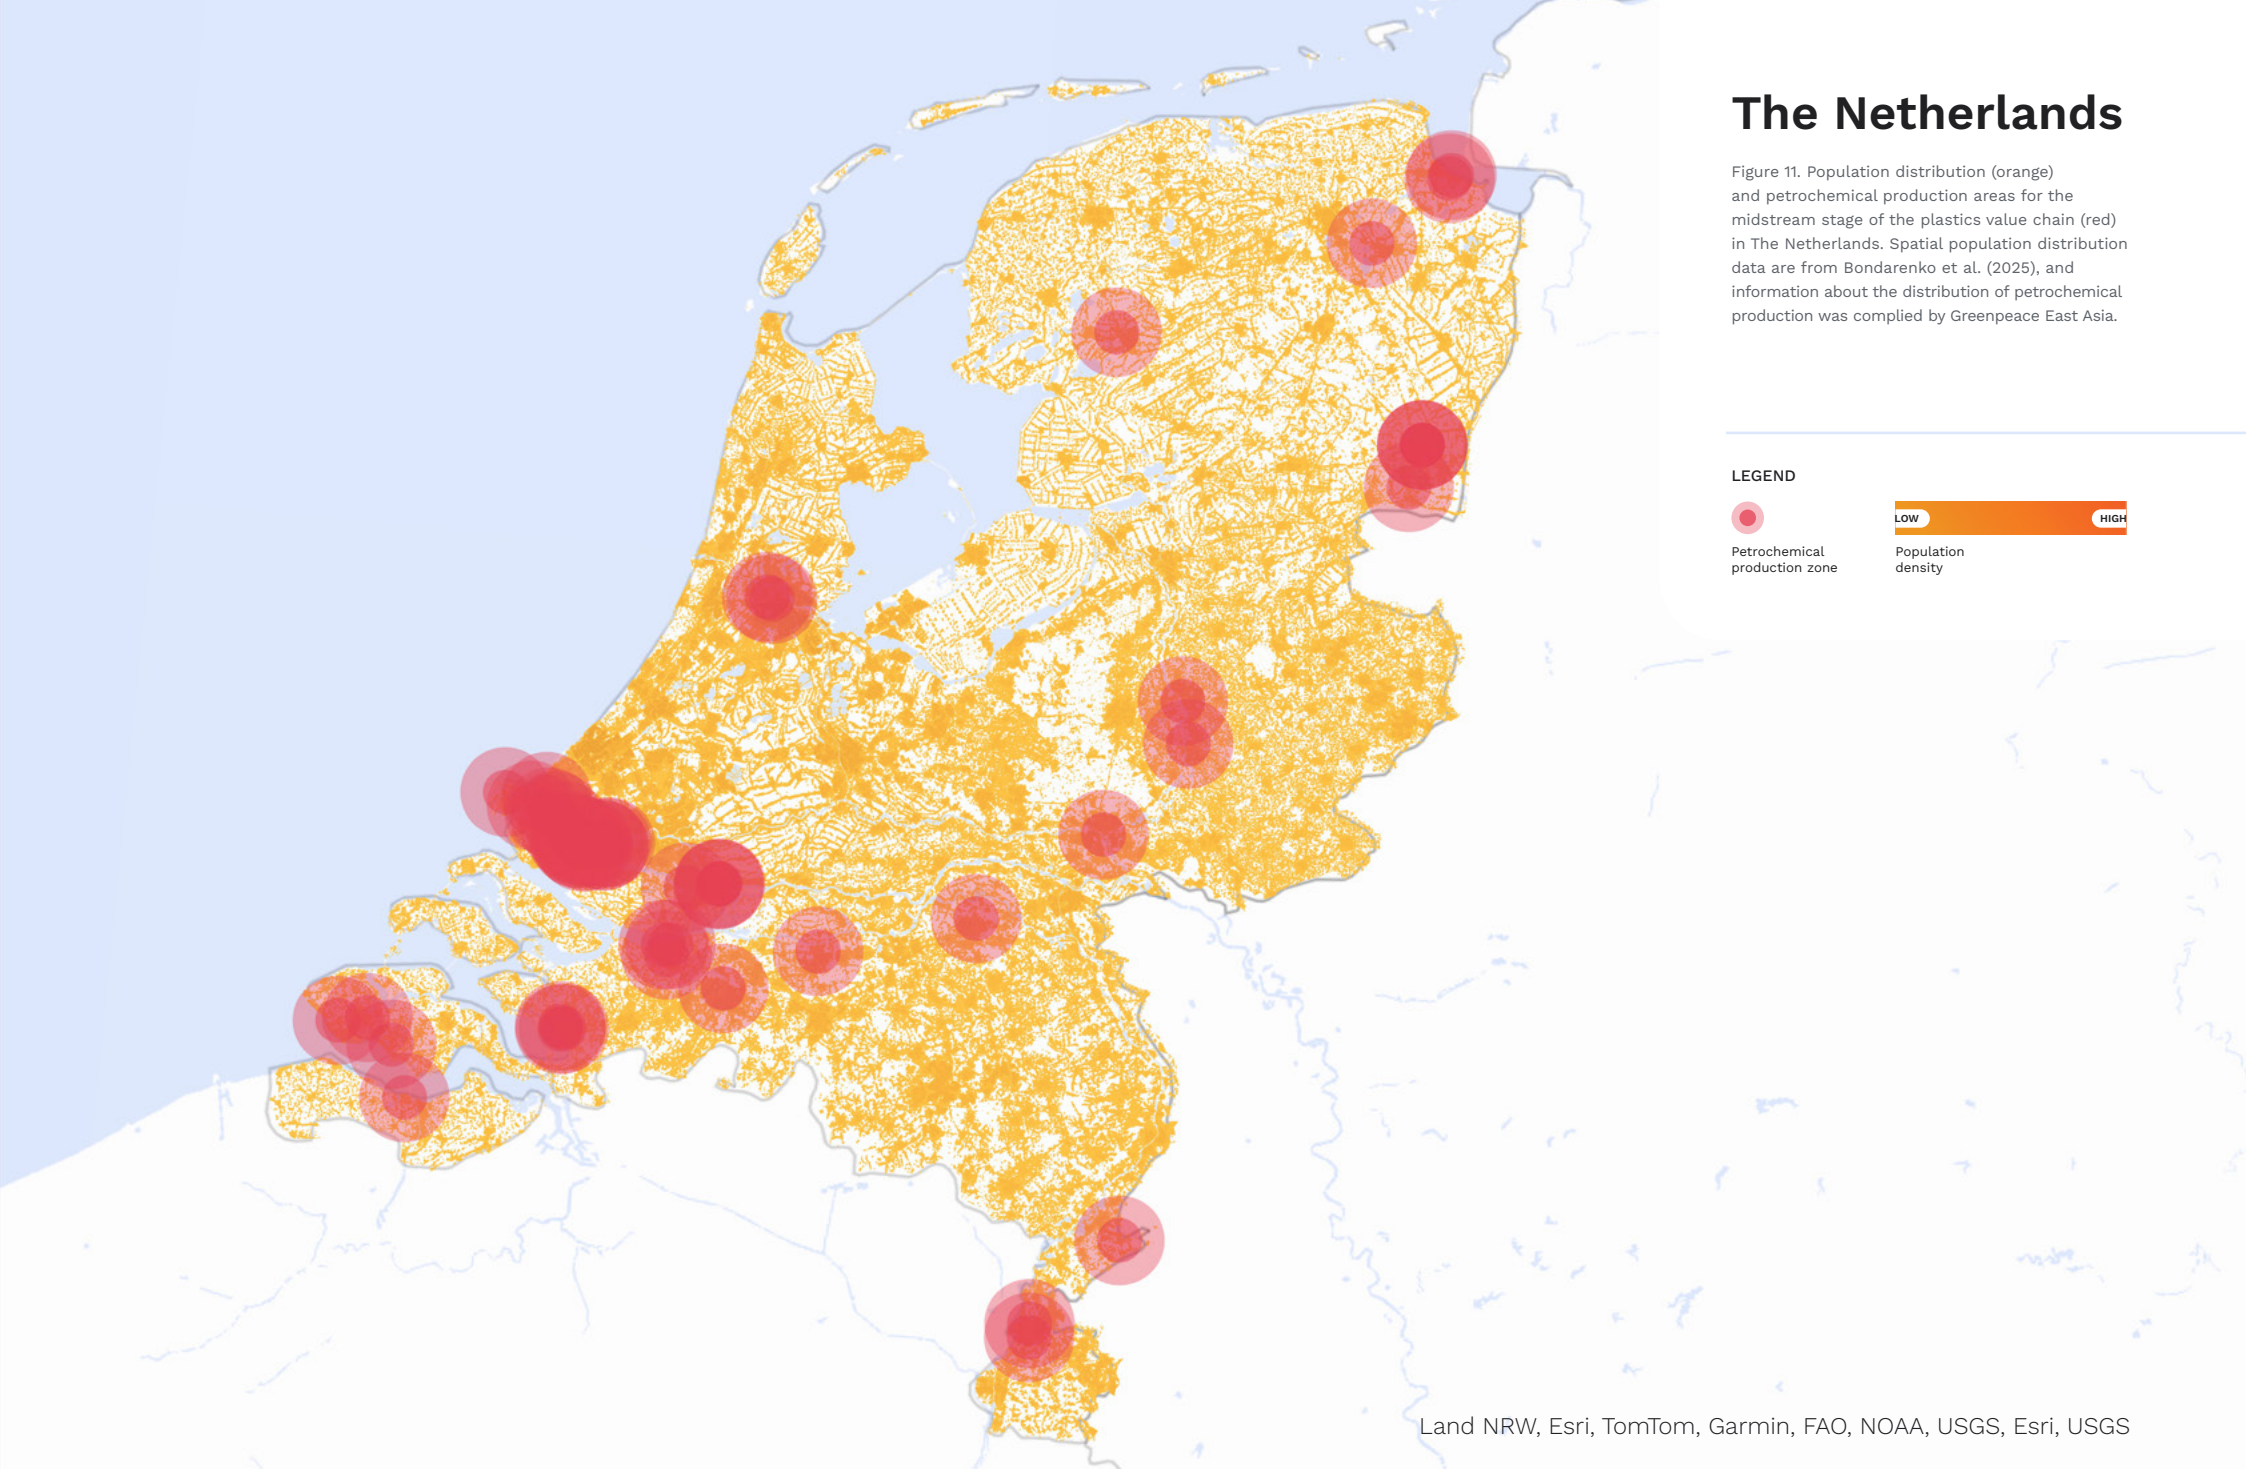 The Netherlands
Figure 11. Population distribution (orange)
and petrochemical production areas for the
midstream stage of the plastics value chain (red)
in The Netherlands. Spatial population distribution
data are from Bondarenko et al. (2025), and
information about the distribution of petrochemical
production was complied by Greenpeace East Asia.
LEGEND
LOW
HIGH
Petrochemical
production zone
Population
density
Land NRW, Esri, TomTom, Garmin, FAO, NOAA, USGS, Esri, USGS